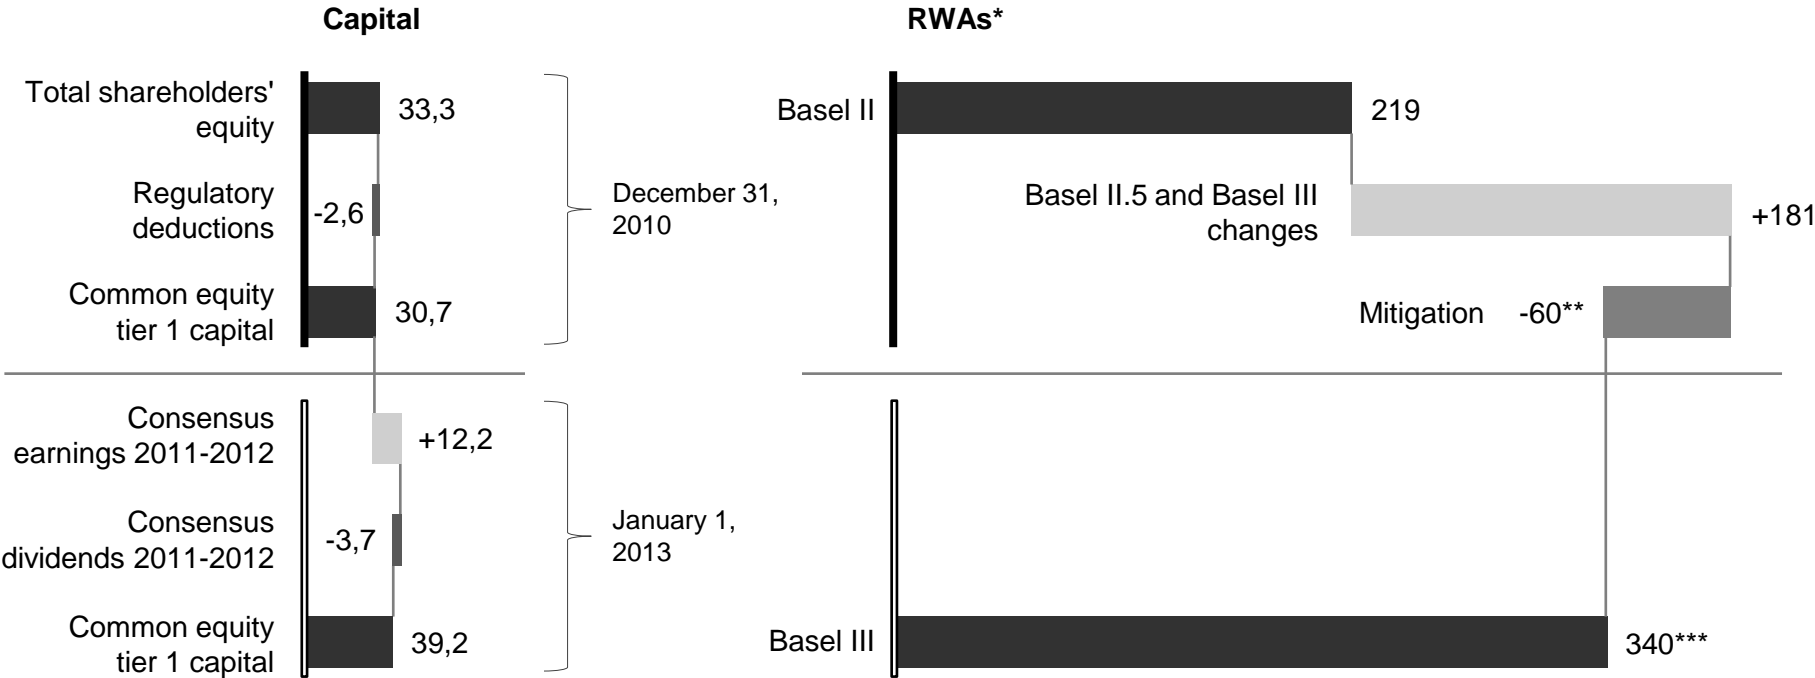 Capital
Total shareholders'
equity
33,3
Regulatory
deductions
-2,6
Common equity
tier 1 capital
30,7
December 31,
2010
Consensus
earnings 2011-2012
+12,2
Consensus
dividends 2011-2012
-3,7
Common equity
tier 1 capital
39,2
January 1,
2013
RWAs*
Basel II
219
Basel II.5 and Basel III
changes
+181
Mitigation
-60**
Basel III
340***